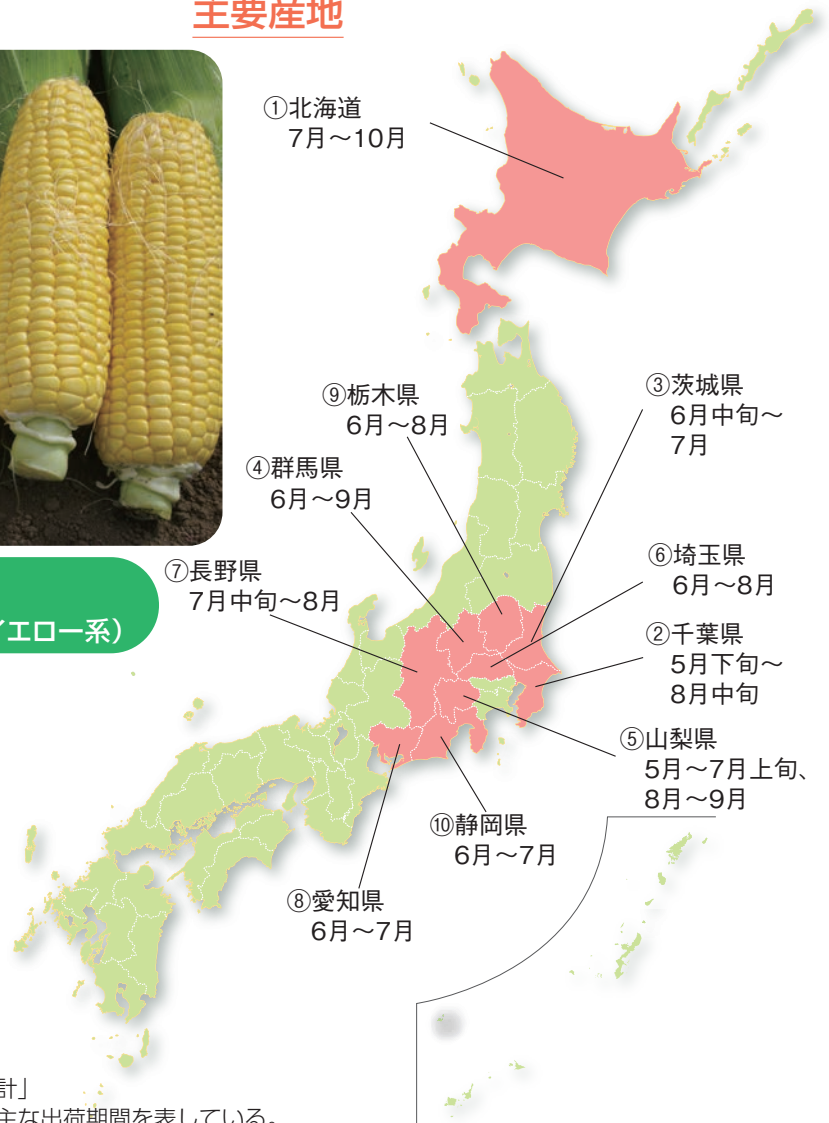 主要産地
①北海道
7月〜10月
⑨栃木県
6月〜8月
③茨城県
6月中旬〜
7月
④群馬県
6月〜9月
⑥埼玉県
6月〜8月
⑦長野県
7月中旬〜8月
イエロー系）
②千葉県
5月下旬〜
8月中旬
⑤山梨県
5月〜7月上旬、
8月〜9月
⑩静岡県
6月〜7月
⑧愛知県
6月〜7月
計」
主な出荷期間を表している。